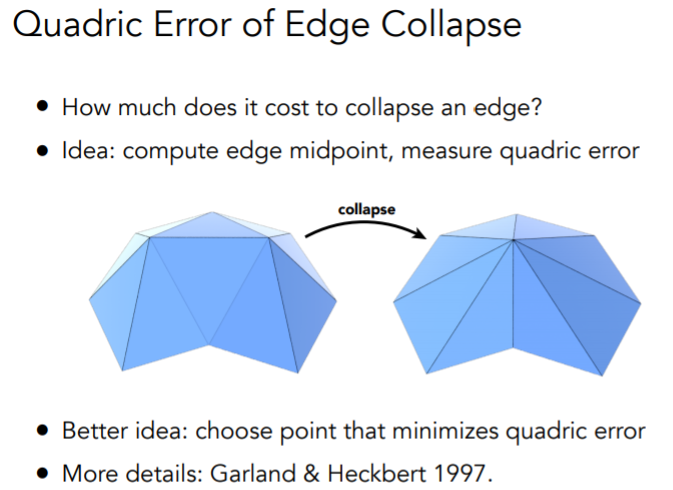 Quadric Error of Edge Collapse
● How much does it cost to collapse an edge?
● Idea: compute edge midpoint, measure quadric error
collapse
● Better idea: choose point that minimizes quadric error
● More details: Garland & Heckbert 1997.